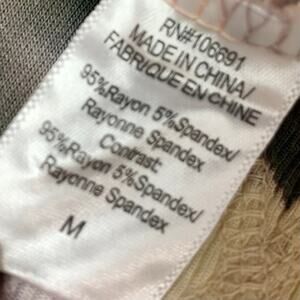 RN#106691
MADE IN CHINA/
FABRIQUE EN CHINE
95%Rayon 5%Spandex/
Rayonne Spandex
Contrast:
95%Rayon 5%Spandex/
Rayonne Spandex
M